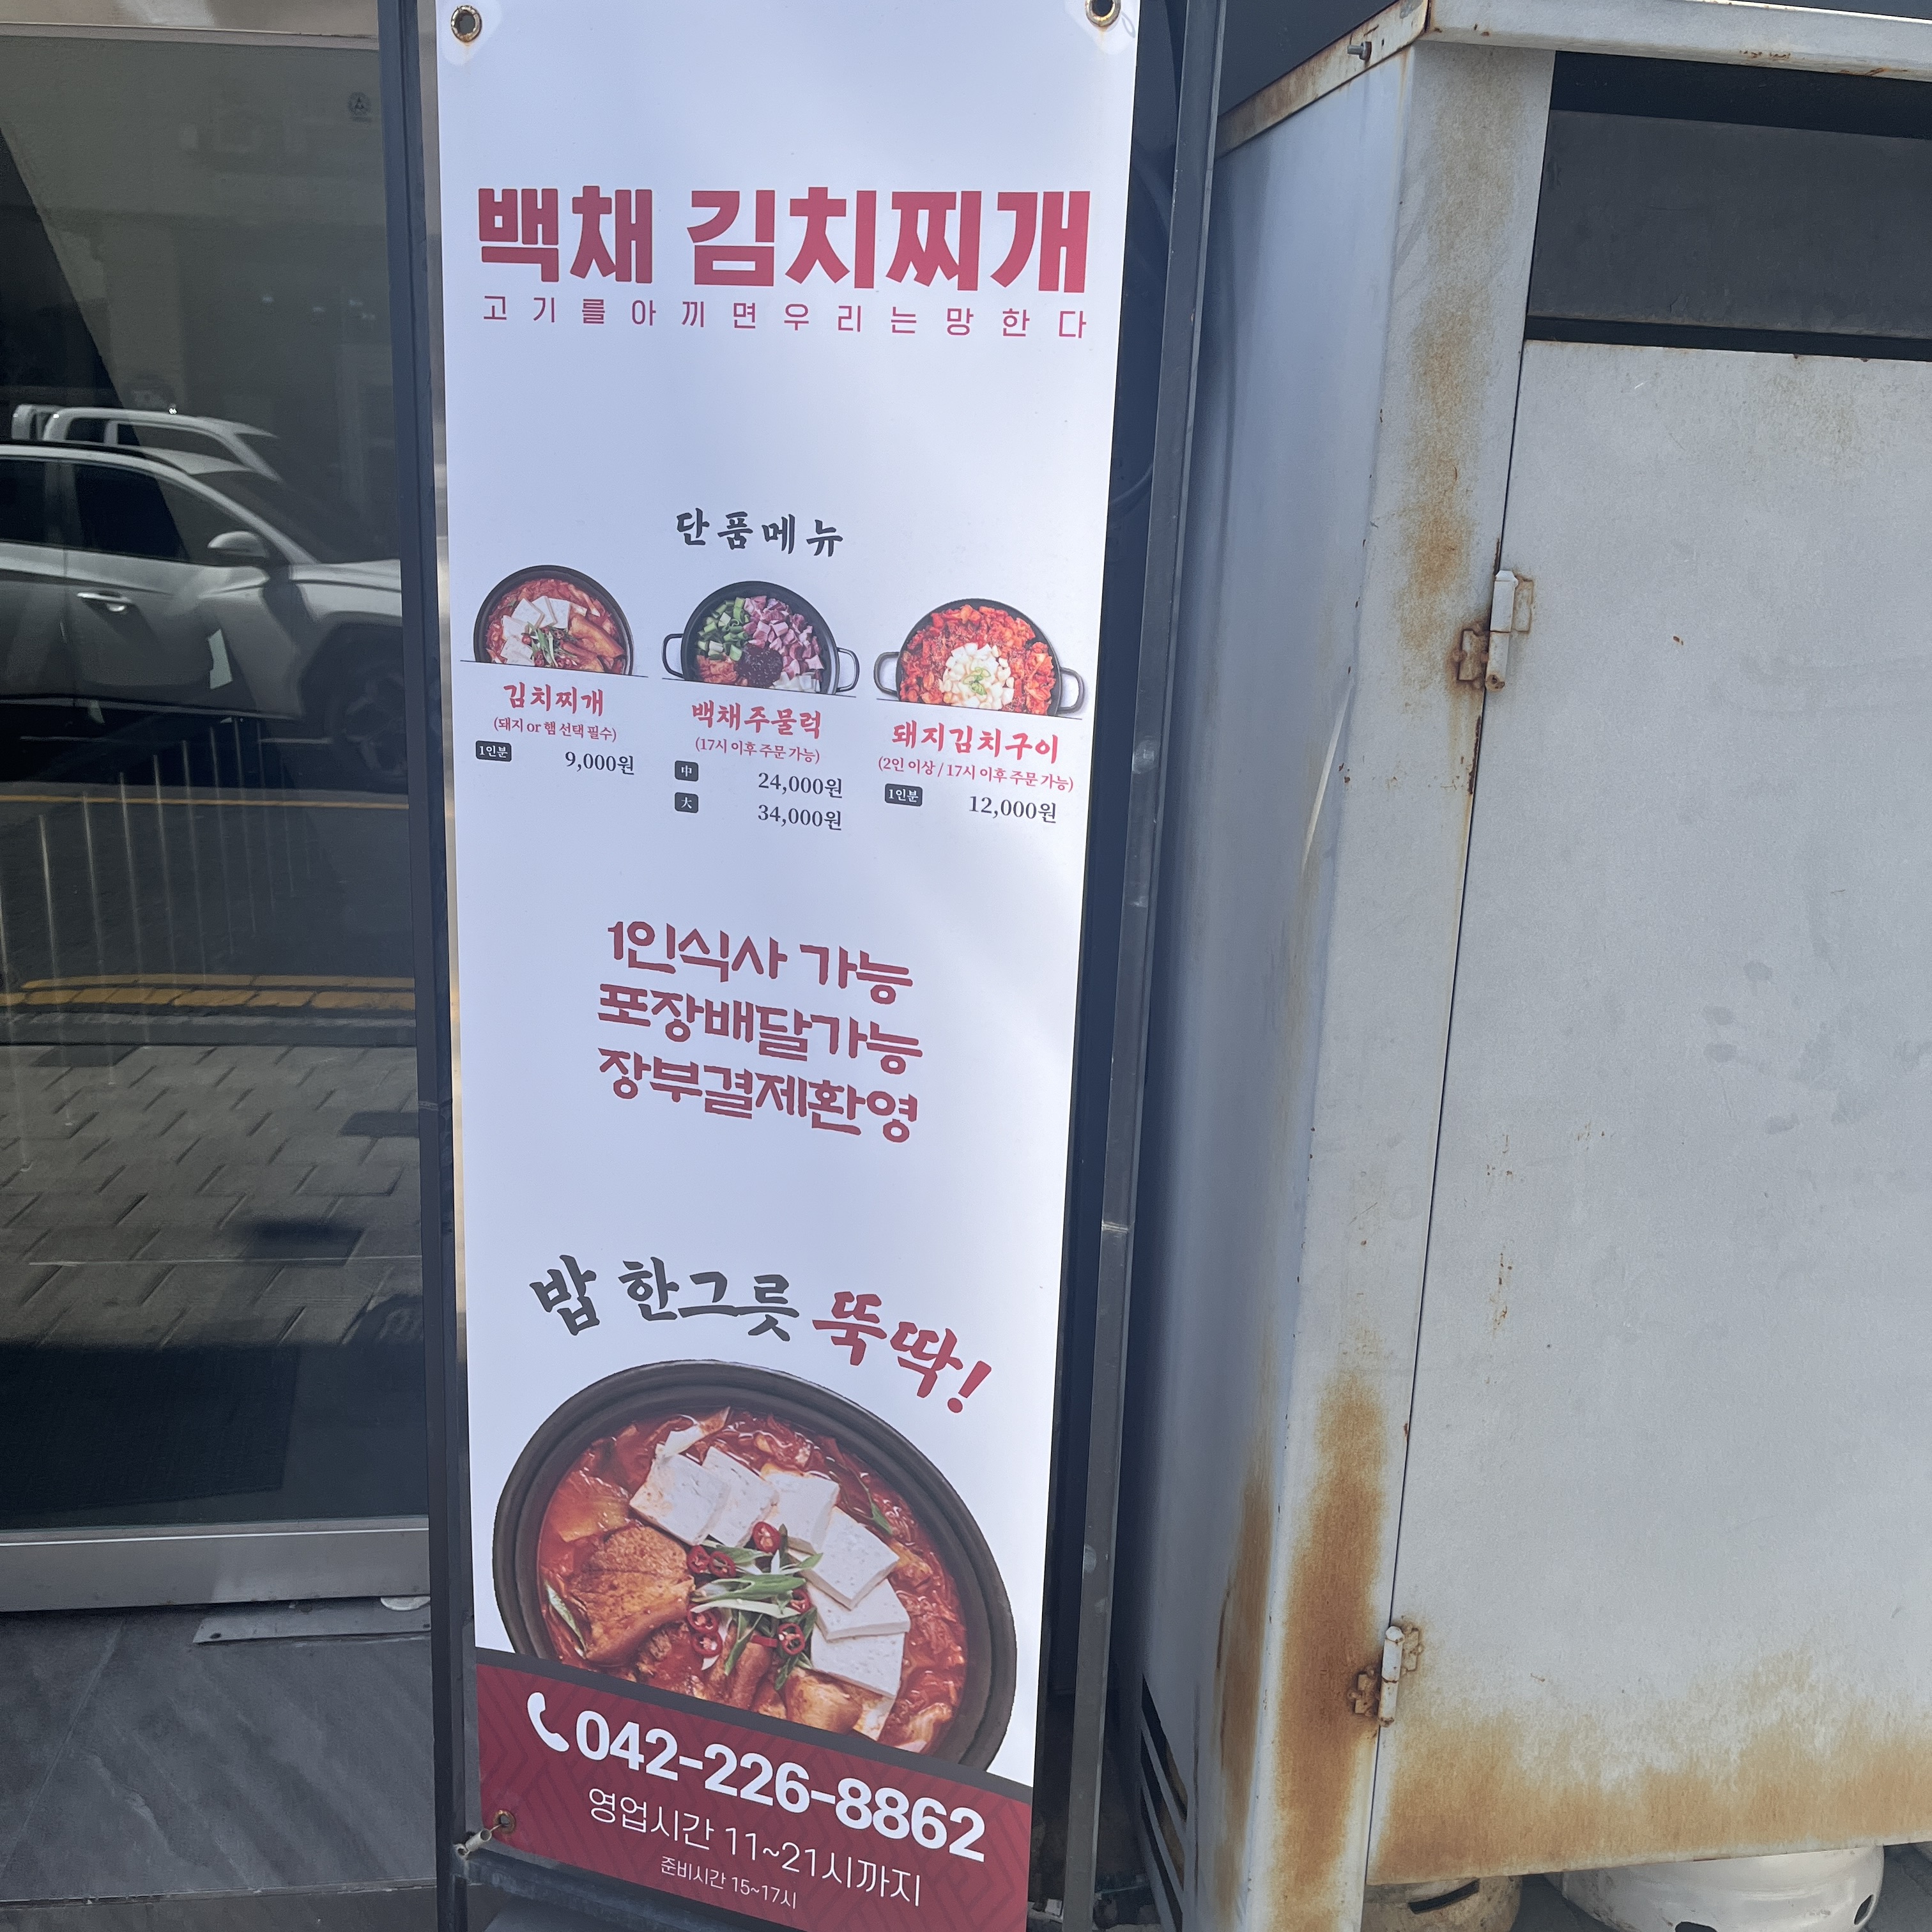 백채 김치찌개
고기를아끼면우리는망한다
단품메뉴
김치찌개
(돼지 or 햄 선택 필수)
1인분 9,000원
백채주물럭
(17시 이후 주문 가능)
中 24,000원
大 34,000원
돼지김치구이
(2인 이상 / 17시 이후 주문 가능)
1인분 12,000원
1인식사 가능
포장배달가능
장부결제환영
밥 한그릇 뚝딱!
042-226-8862
영업시간 11~21시까지
준비시간 15~17시